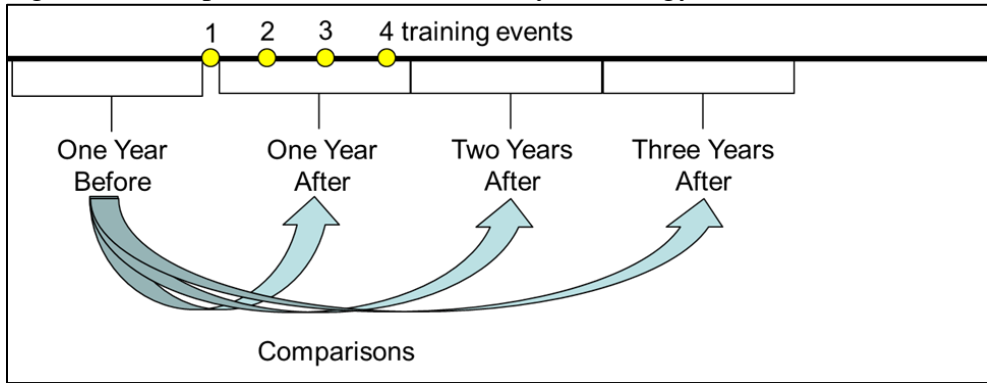 1 2 3 4 training events
One Year
Before
One Year
After
Two Years
After
Three Years
After
Comparisons